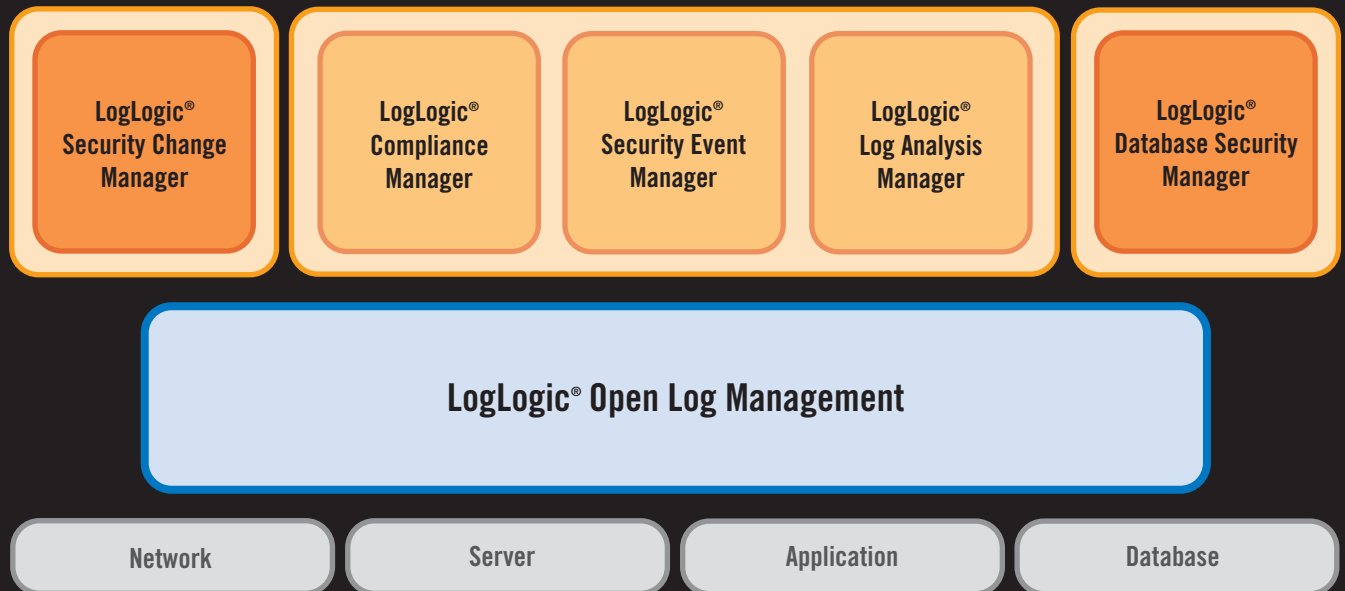 LogLogic®
Security Change
Manager
LogLogic®
Compliance
Manager
LogLogic®
Security Event
Manager
LogLogic®
Log Analysis
Manager
LogLogic®
Database Security
Manager
LogLogic® Open Log Management
Network
Server
Application
Database